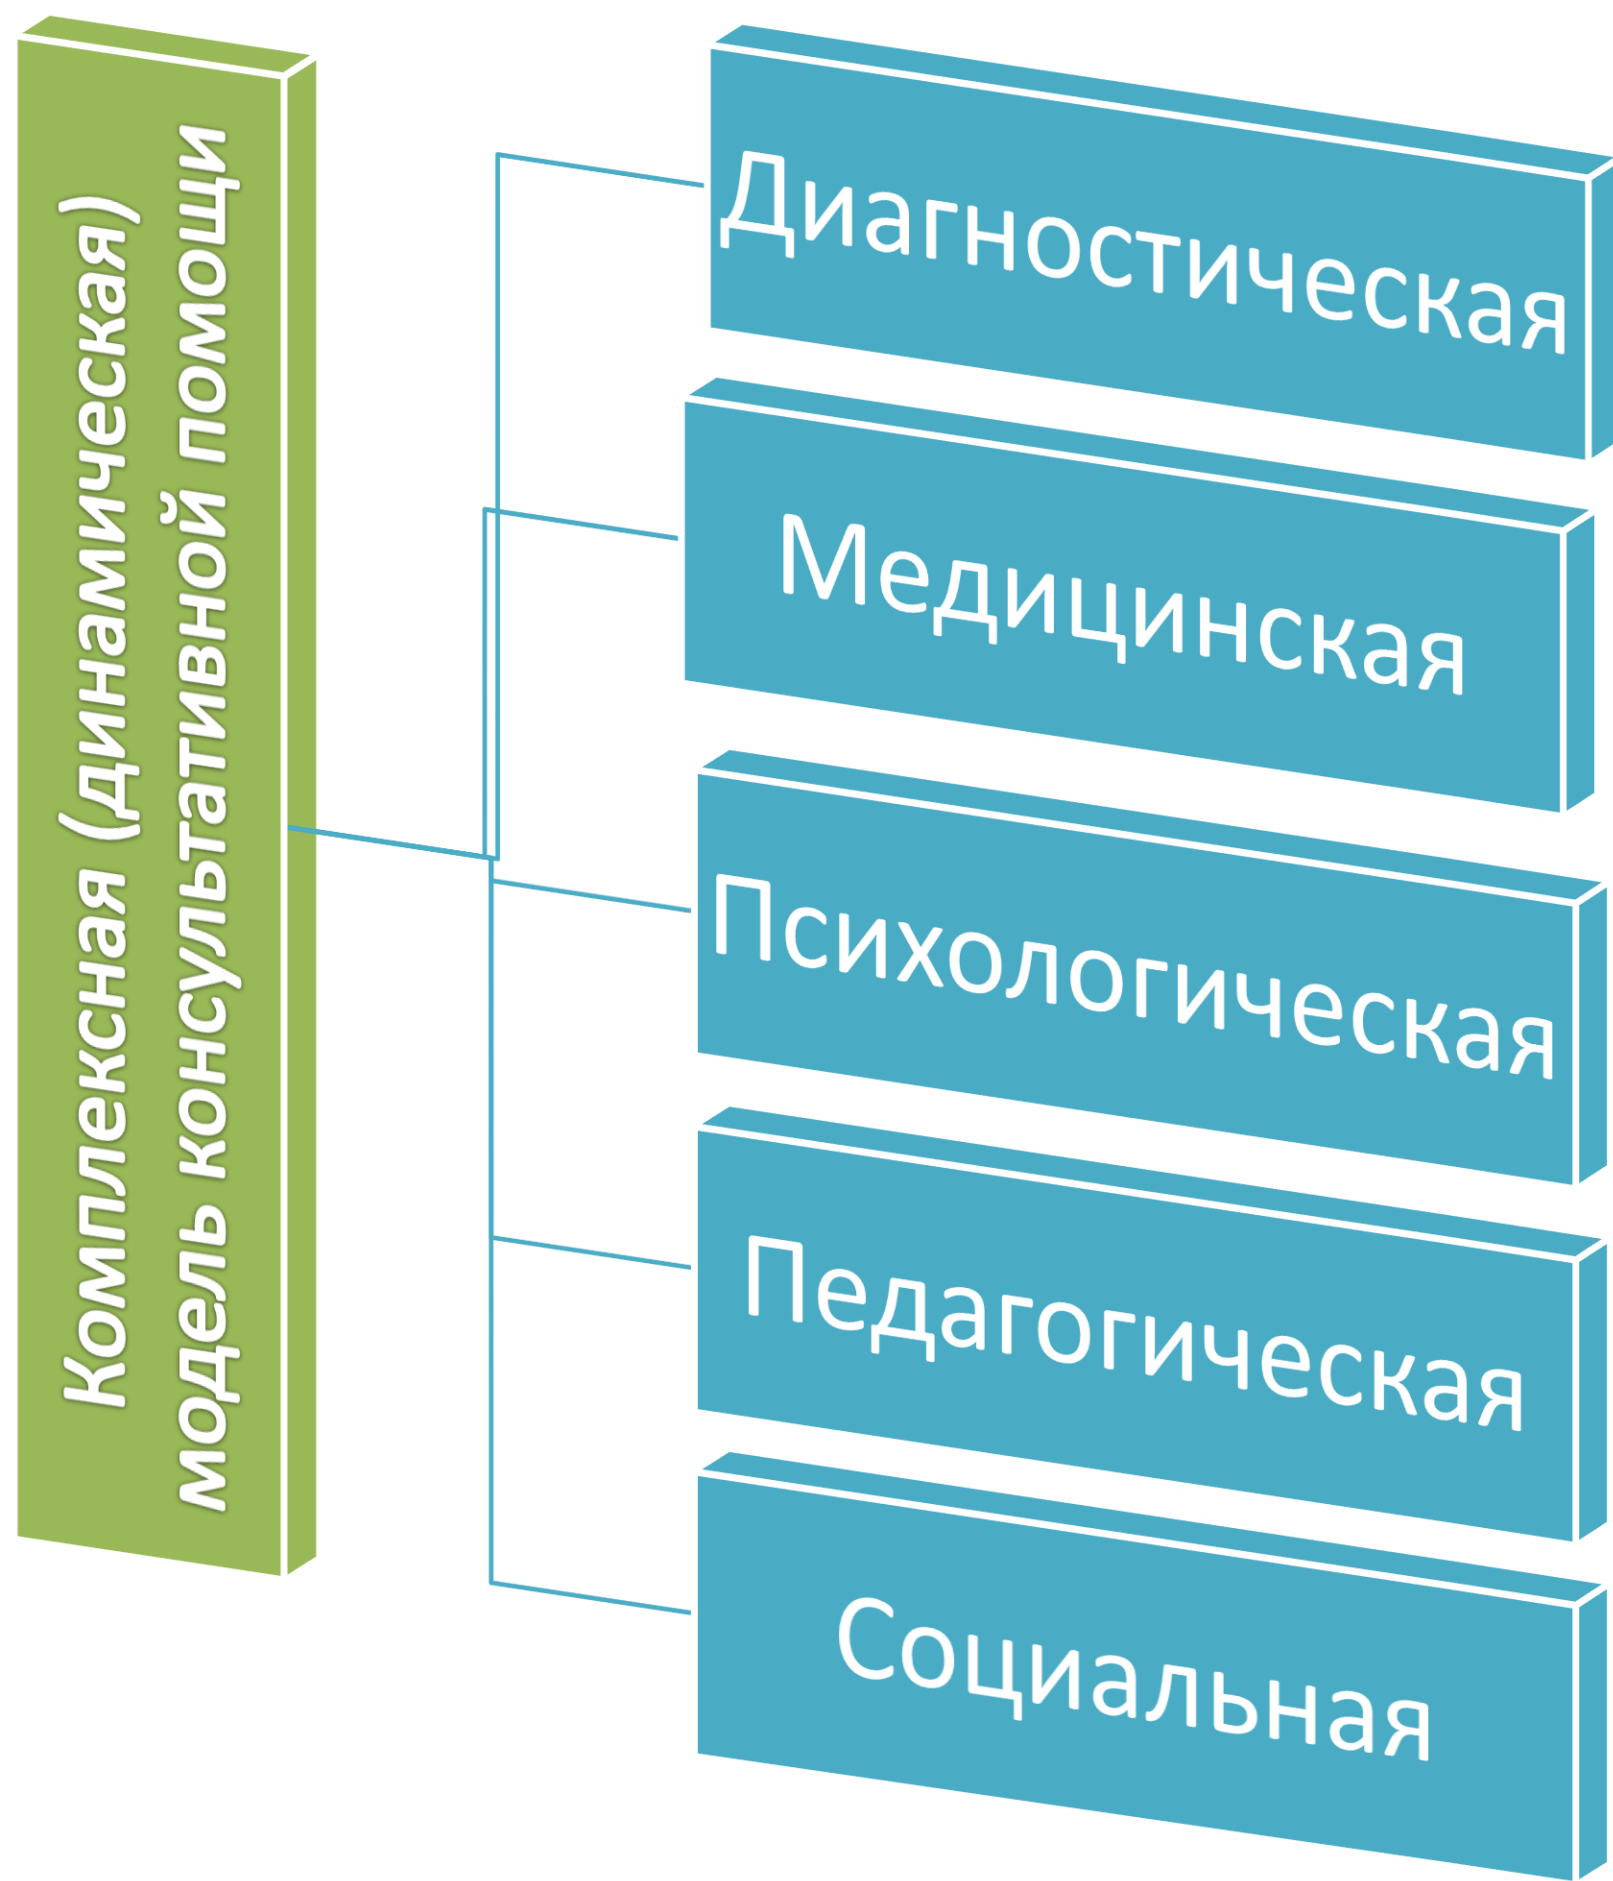 Комплексная (динамическая)
модель консультативной помощи
Диагностическая
Медицинская
Психологическая
Педагогическая
Социальная